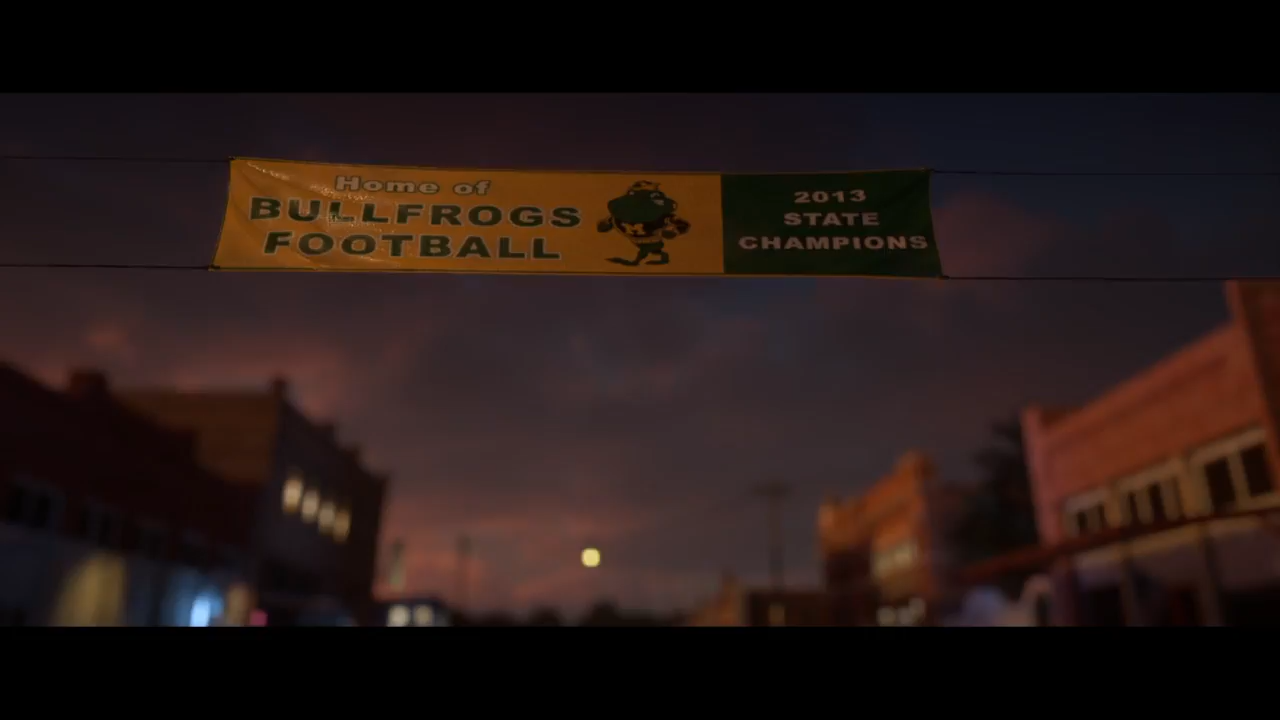 Home of
BULLFROGS
FOOTBALL
M
2013
STATE
CHAMPIONS